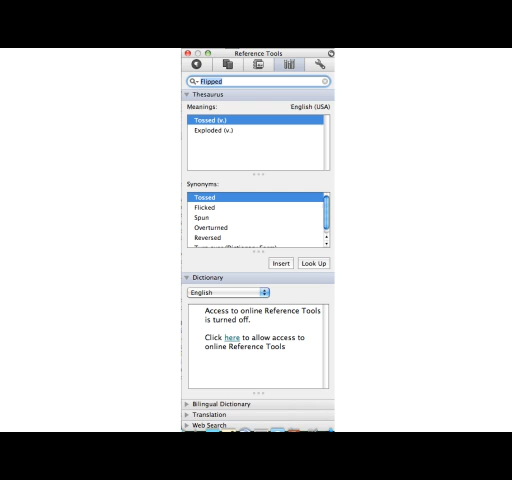 Reference Tools
Flipped
Thesaurus
Meanings: English (USA)
Tossed (v.)
Exploded (v.)
Synonyms:
Tossed
Flicked
Spun
Overturned
Reversed
Insert Look Up
Dictionary
English
Access to online Reference Tools
is turned off.
Click here to allow access to
online Reference Tools
Bilingual Dictionary
Translation
Web Search